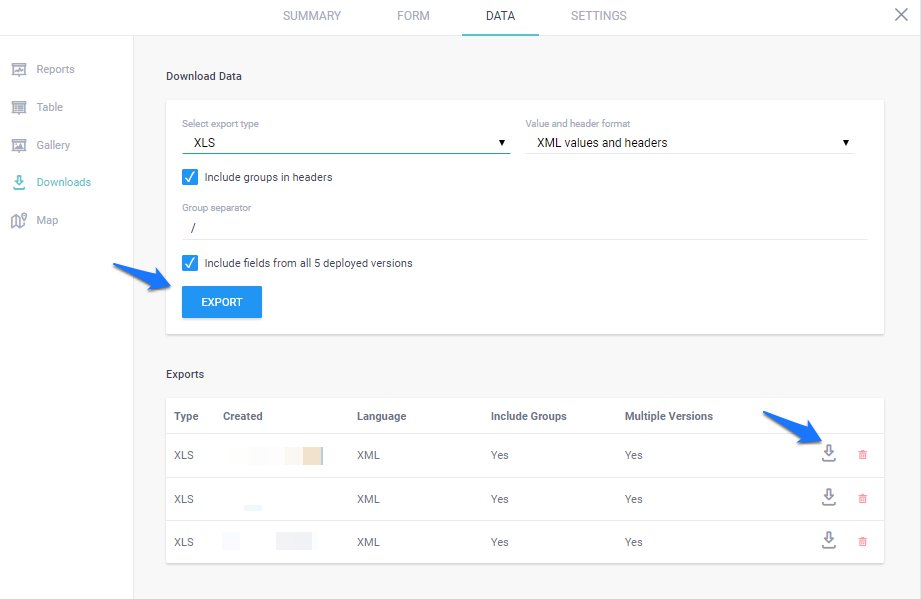 SUMMARY FORM DATA SETTINGS
Reports
Table
Gallery
Downloads
Map
Download Data
Select export type Value and header format
XLS XML values and headers
Include groups in headers
Group separator
/
Include fields from all 5 deployed versions
EXPORT
Exports
Type Created Language Include Groups Multiple Versions
XLS XML Yes Yes
XLS XML Yes Yes
XLS XML Yes Yes